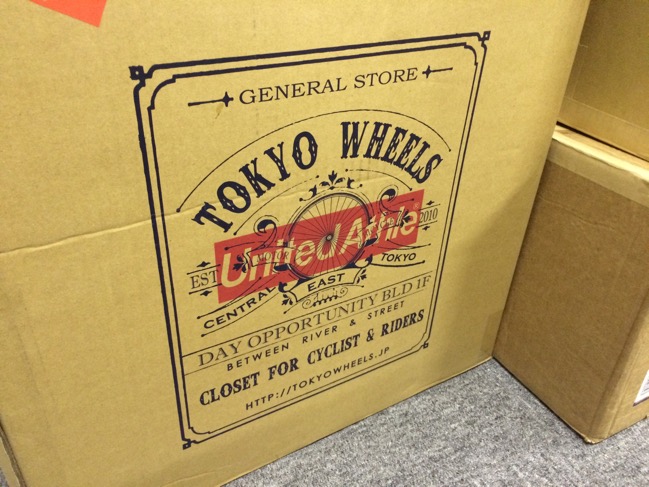 GENERAL STORE
TOKYO WHEELS
EST 2010
United Athle
CENTRAL EAST TOKYO
DAY OPPORTUNITY BLD 1F
BETWEEN RIVER & STREET
CLOSET FOR CYCLIST & RIDERS
HTTP://TOKYOWHEELS.JP